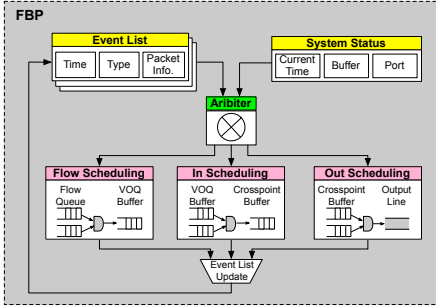 FBP
Event List
Time
Type
Packet
Info.
System Status
Current
Time
Buffer
Port
Aribiter
Flow Scheduling
Flow
Queue
VOQ
Buffer
In Scheduling
VOQ
Buffer
Crosspoint
Buffer
Out Scheduling
Crosspoint
Buffer
Output
Line
Event List
Update